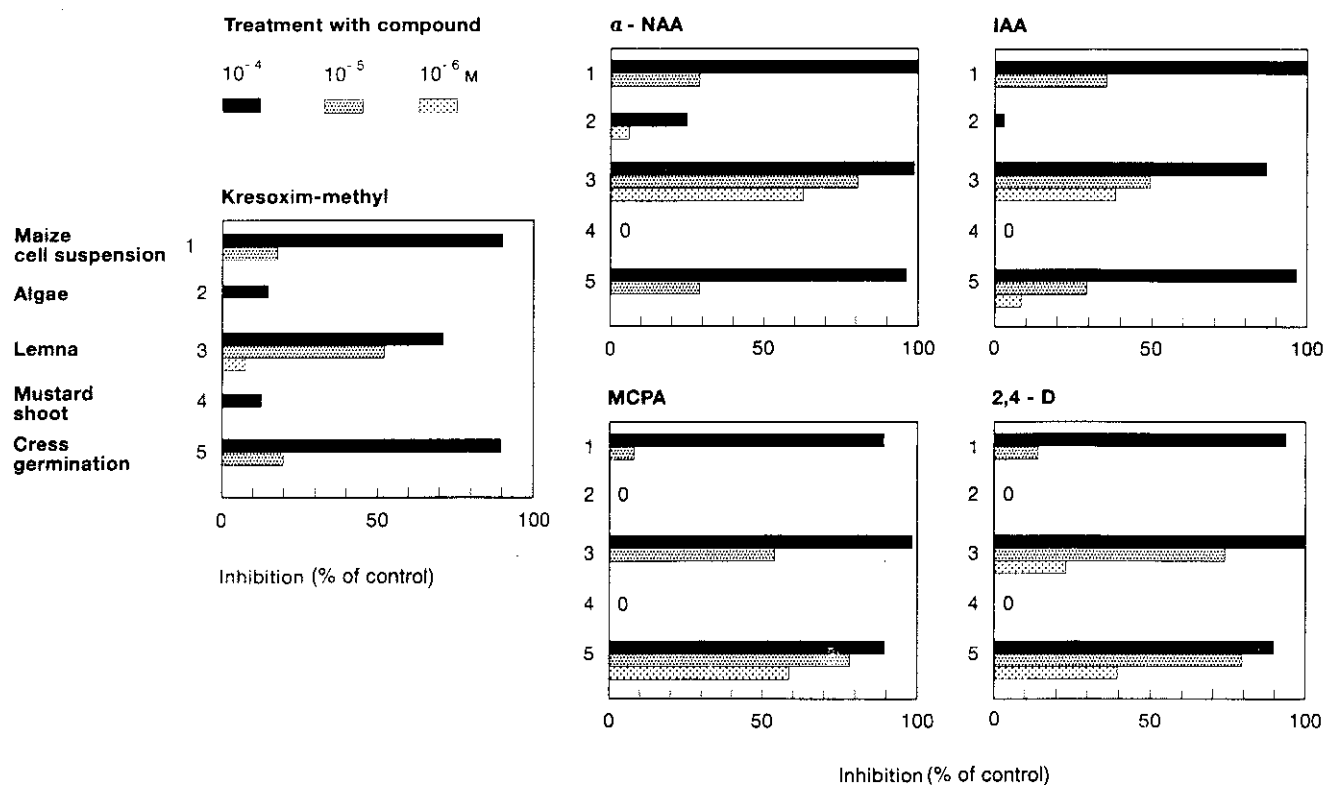 Treatment with compound
10⁻⁴ 10⁻⁵ 10⁻⁶ M
Kresoxim-methyl
Maize
cell suspension 1
Algae 2
Lemna 3
Mustard
shoot 4
Cress
germination 5
0 50 100
Inhibition (% of control)
α - NAA
1
2
3
4 0
5
0 50 100
IAA
1
2
3
4 0
5
0 50 100
MCPA
1
2 0
3
4 0
5
0 50 100
2,4 - D
1
2 0
3
4 0
5
0 50 100
Inhibition (% of control)